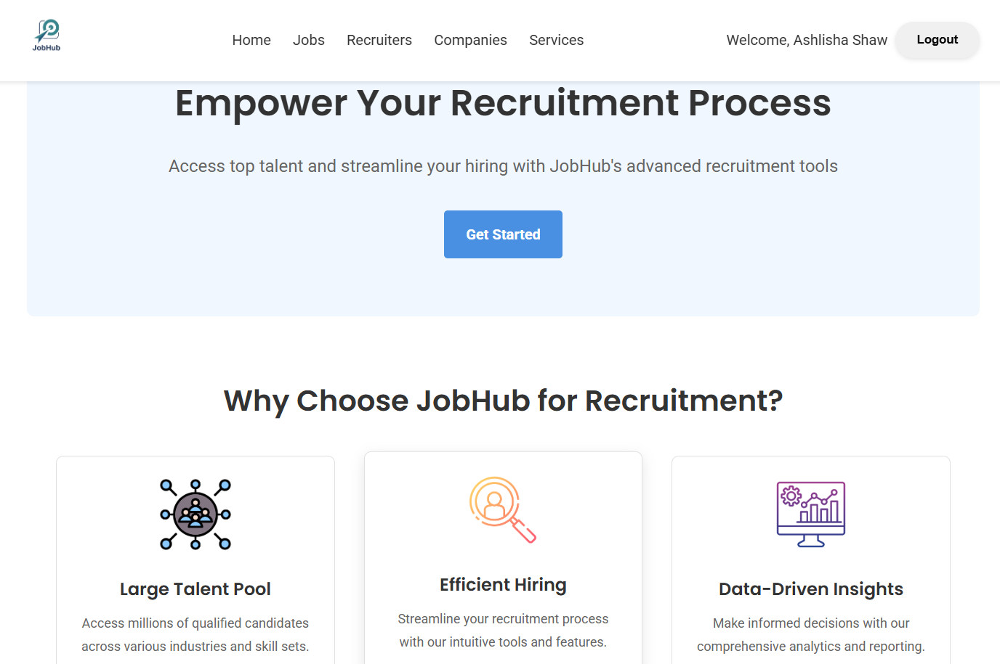 JobHub
Home Jobs Recruiters Companies Services
Welcome, Ashlisha Shaw
Logout
Empower Your Recruitment Process
Access top talent and streamline your hiring with JobHub's advanced recruitment tools
Get Started
Why Choose JobHub for Recruitment?
Large Talent Pool
Access millions of qualified candidates
across various industries and skill sets.
Efficient Hiring
Streamline your recruitment process
with our intuitive tools and features.
Data-Driven Insights
Make informed decisions with our
comprehensive analytics and reporting.